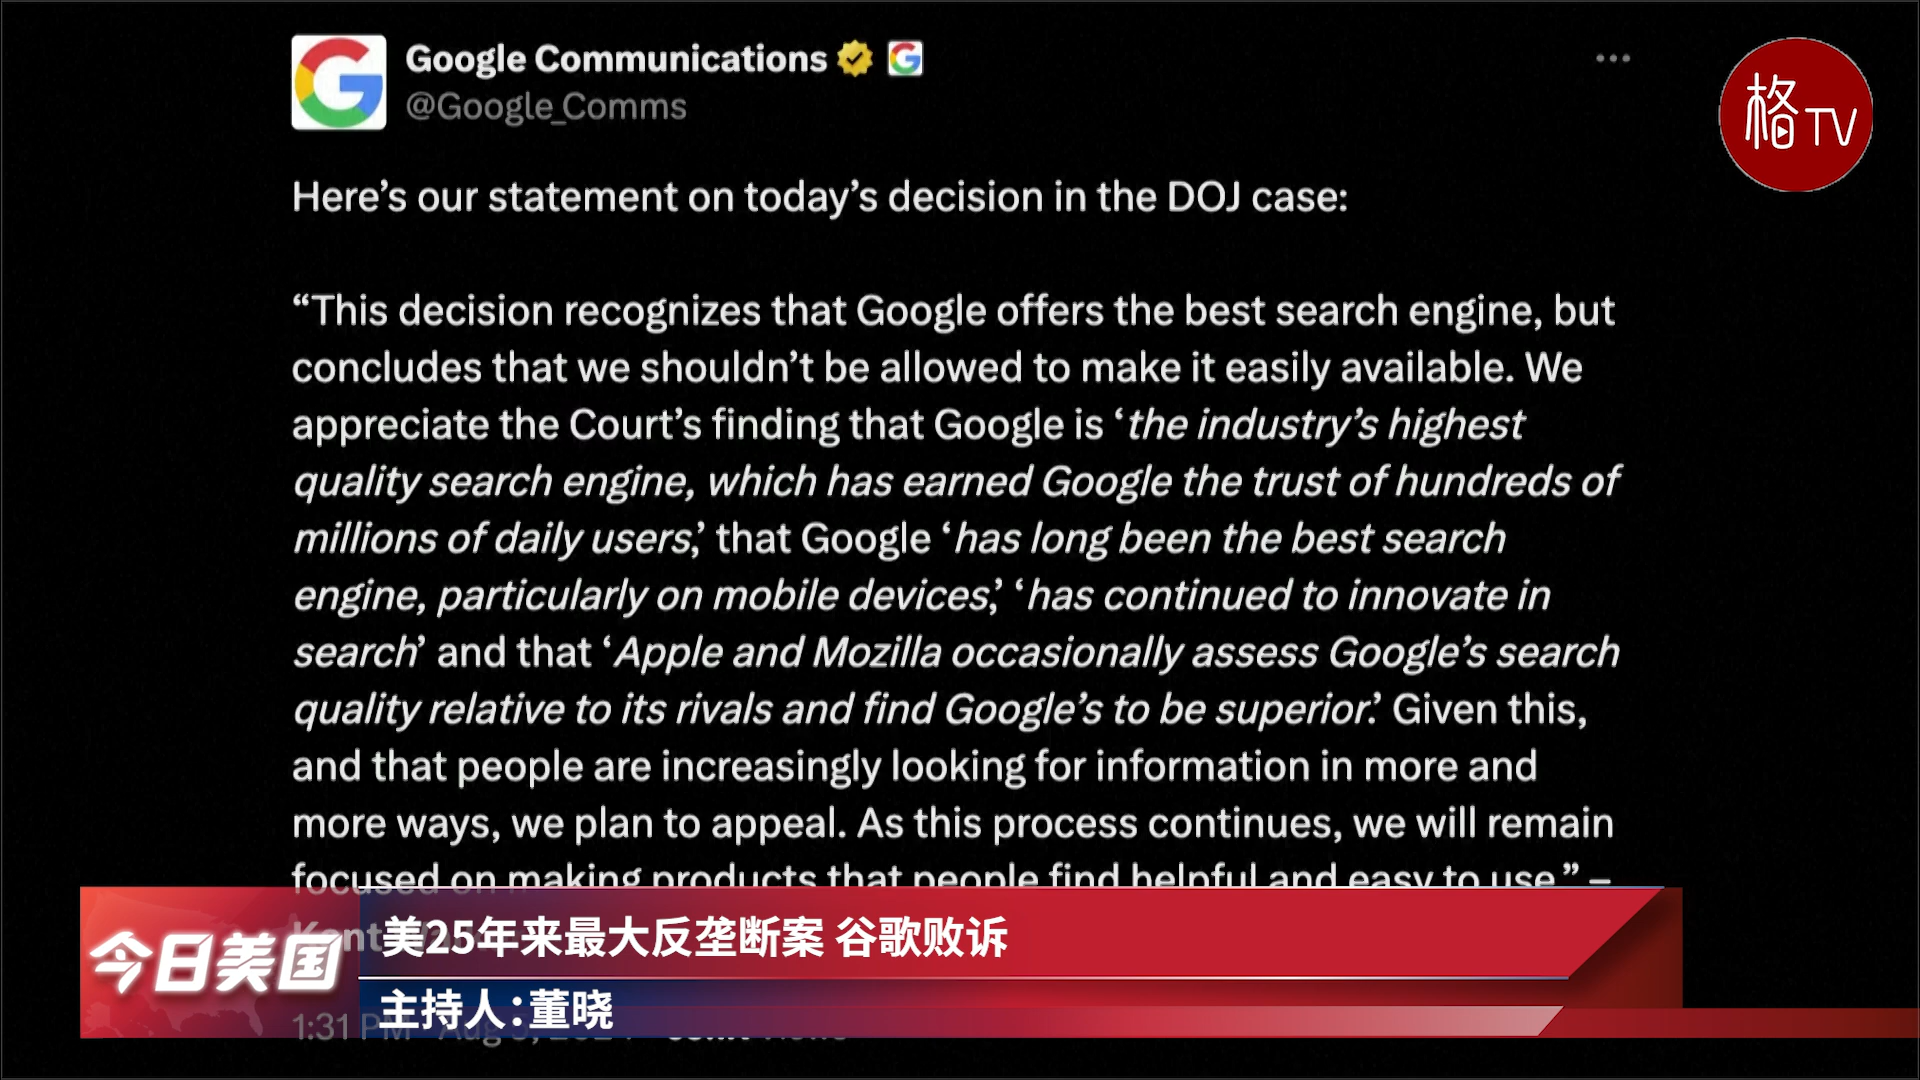 Google Communications
@Google_Comms
格TV
Here’s our statement on today’s decision in the DOJ case:
“This decision recognizes that Google offers the best search engine, but
concludes that we shouldn’t be allowed to make it easily available. We
appreciate the Court’s finding that Google is ‘the industry’s highest
quality search engine, which has earned Google the trust of hundreds of
millions of daily users,’ that Google ‘has long been the best search
engine, particularly on mobile devices,’ ‘has continued to innovate in
search’ and that ‘Apple and Mozilla occasionally assess Google’s search
quality relative to its rivals and find Google’s to be superior.’ Given this,
and that people are increasingly looking for information in more and
more ways, we plan to appeal. As this process continues, we will remain
focused on making products that people find helpful and easy to use.” –
今日美国
美25年来最大反垄断案 谷歌败诉
主持人：董晓
1:31 PM